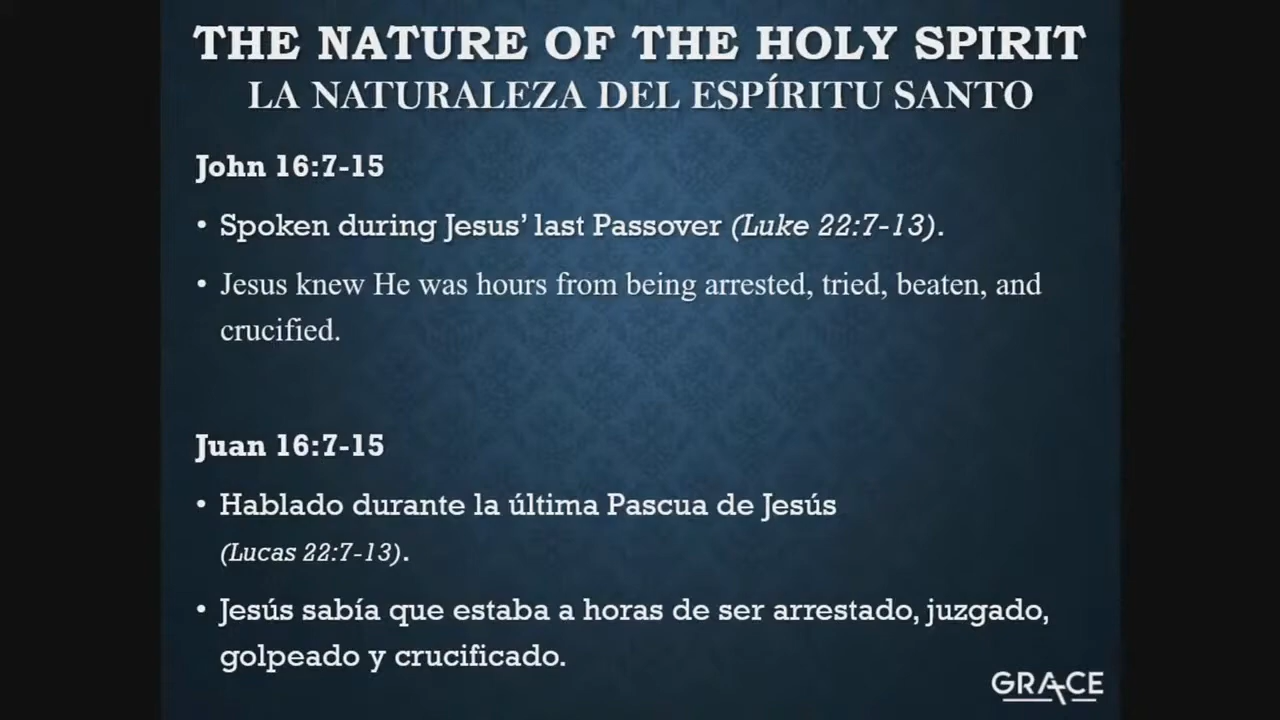 THE NATURE OF THE HOLY SPIRIT
LA NATURALEZA DEL ESPÍRITU SANTO
John 16:7-15
• Spoken during Jesus’ last Passover (Luke 22:7-13).
• Jesus knew He was hours from being arrested, tried, beaten, and
crucified.
Juan 16:7-15
• Hablado durante la última Pascua de Jesús
(Lucas 22:7-13).
• Jesús sabía que estaba a horas de ser arrestado, juzgado,
golpeado y crucificado.
GRACE